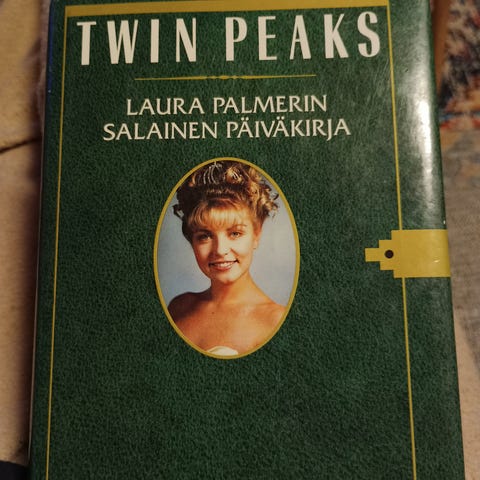 TWIN PEAKS
LAURA PALMERIN
SALAINEN PÄIVÄKIRJA